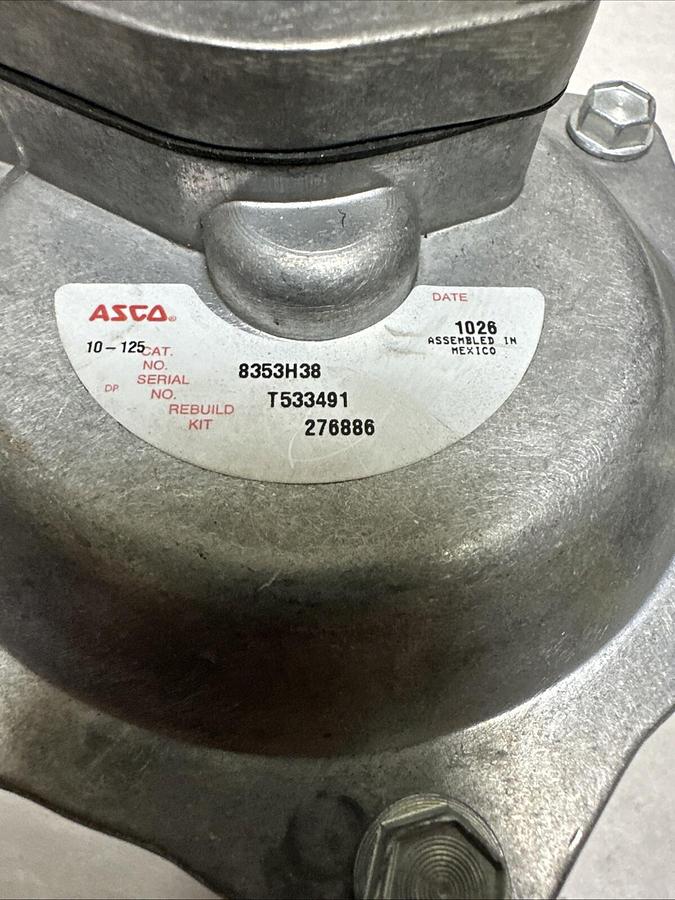 ASCO®
DATE
1026
ASSEMBLED IN
MEXICO
10-125
CAT.
NO.
8353H38
DP
SERIAL
NO.
T533491
REBUILD
KIT
276886